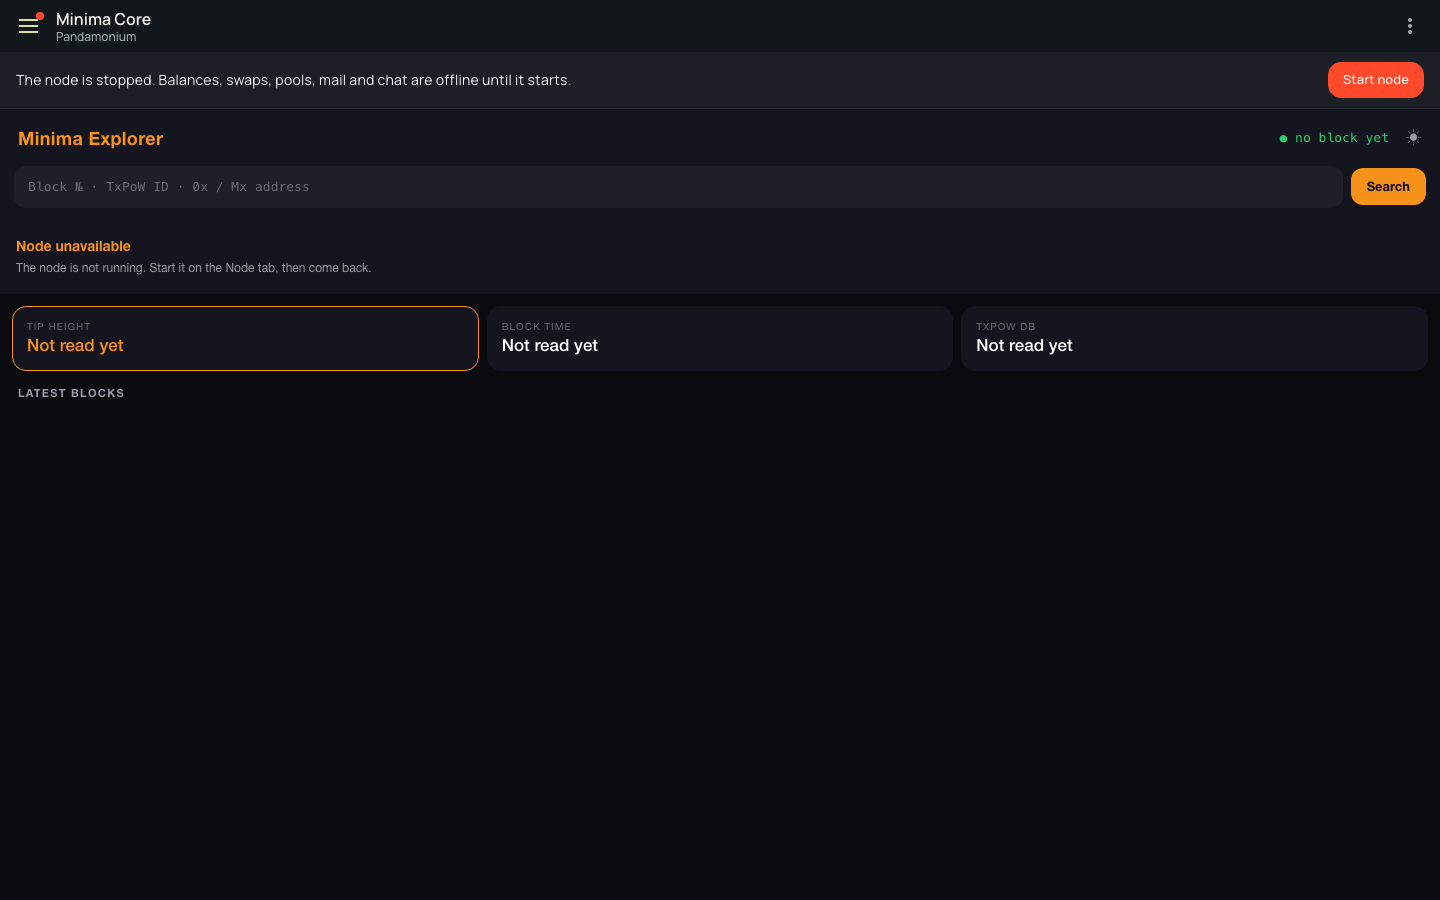 Minima Core
Pandamonium
The node is stopped. Balances, swaps, pools, mail and chat are offline until it starts.
Start node
Minima Explorer
● no block yet
Block № · TxPoW ID · 0x / Mx address
Search
Node unavailable
The node is not running. Start it on the Node tab, then come back.
TIP HEIGHT
Not read yet
BLOCK TIME
Not read yet
TXPOW DB
Not read yet
LATEST BLOCKS